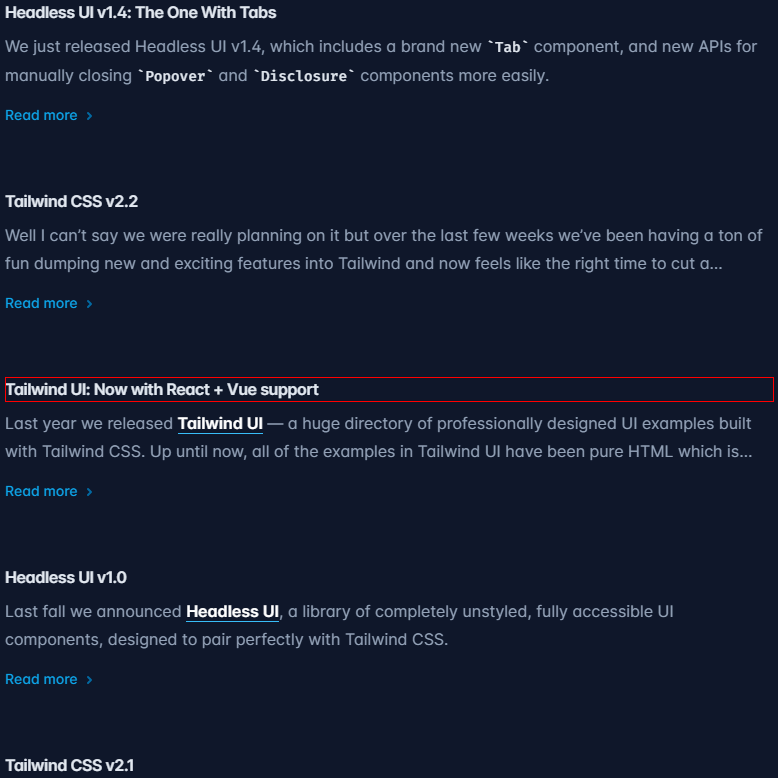 Headless UI v1.4: The One With Tabs
We just released Headless UI v1.4, which includes a brand new `Tab` component, and new APIs for
manually closing `Popover` and `Disclosure` components more easily.
Read more
Tailwind CSS v2.2
Well I can’t say we were really planning on it but over the last few weeks we’ve been having a ton of
fun dumping new and exciting features into Tailwind and now feels like the right time to cut a...
Read more
Tailwind UI: Now with React + Vue support
Last year we released Tailwind UI — a huge directory of professionally designed UI examples built
with Tailwind CSS. Up until now, all of the examples in Tailwind UI have been pure HTML which is...
Read more
Headless UI v1.0
Last fall we announced Headless UI, a library of completely unstyled, fully accessible UI
components, designed to pair perfectly with Tailwind CSS.
Read more
Tailwind CSS v2.1